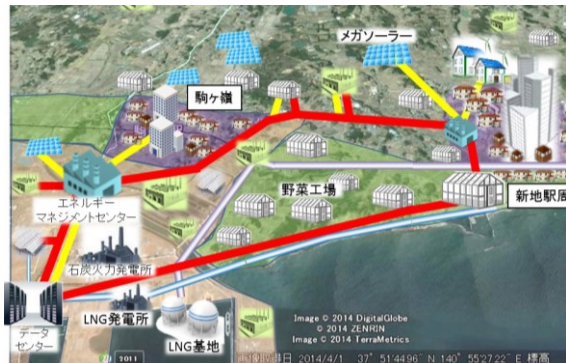 メガソーラー
駒ヶ嶺
野菜工場
新地駅周
エネルギー
マネジメントセンター
石炭火力発電所
LNG発電所
データ
センター
LNG基地
Image © 2014 DigitalGlobe
© 2014 ZENRIN
Image © 2014 TerraMetrics
2011
日 2014/4/1 37° 51'44.96" N 140° 55'27.22" E 標高